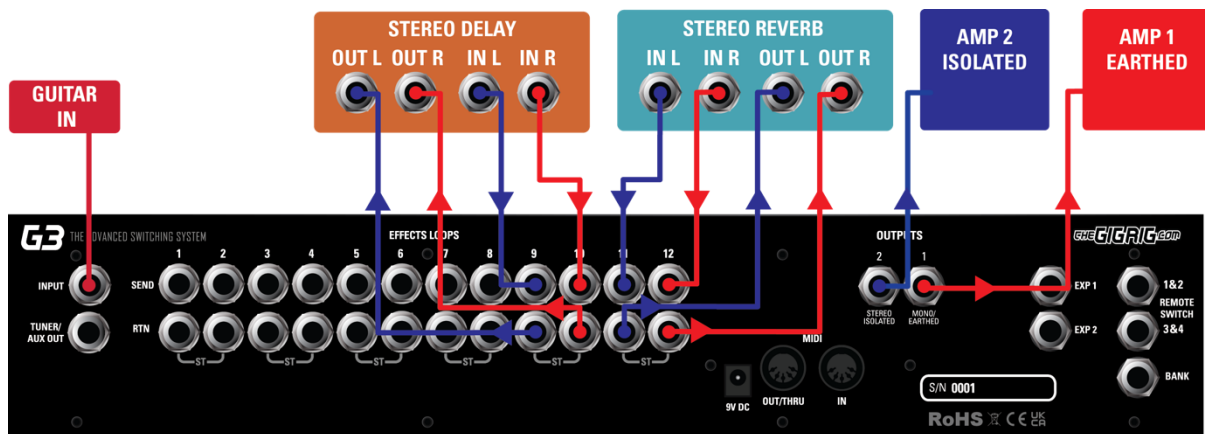 STEREO DELAY
OUT L OUT R IN L IN R
STEREO REVERB
IN L IN R OUT L OUT R
AMP 2
ISOLATED
AMP 1
EARTHED
GUITAR
IN
G3 THE ADVANCED SWITCHING SYSTEM
EFFECTS LOOPS
OUTPUTS
THEGIGRIG.COM
1 2 3 4 5 6 7 8 9 10 11 12
2 1
INPUT
SEND
EXP 1
1&2
REMOTE
SWITCH
TUNER/
AUX OUT
RTN
STEREO
ISOLATED
MONO/
EARTHED
EXP 2
3&4
MIDI
ST ST ST ST ST ST
BANK
9V DC
OUT/THRU
IN
S/N 0001
RoHS CE UK
CA